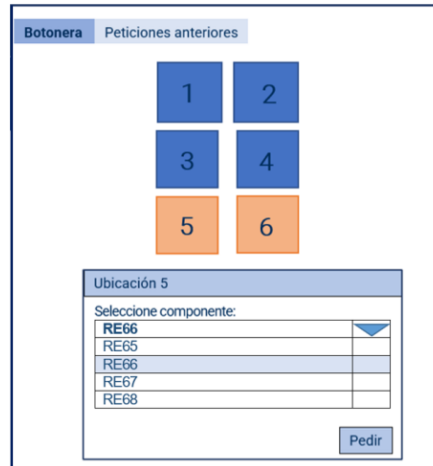 Botonera Peticiones anteriores
1 2
3 4
5 6
Ubicación 5
Seleccione componente:
RE66
RE65
RE66
RE67
RE68
Pedir